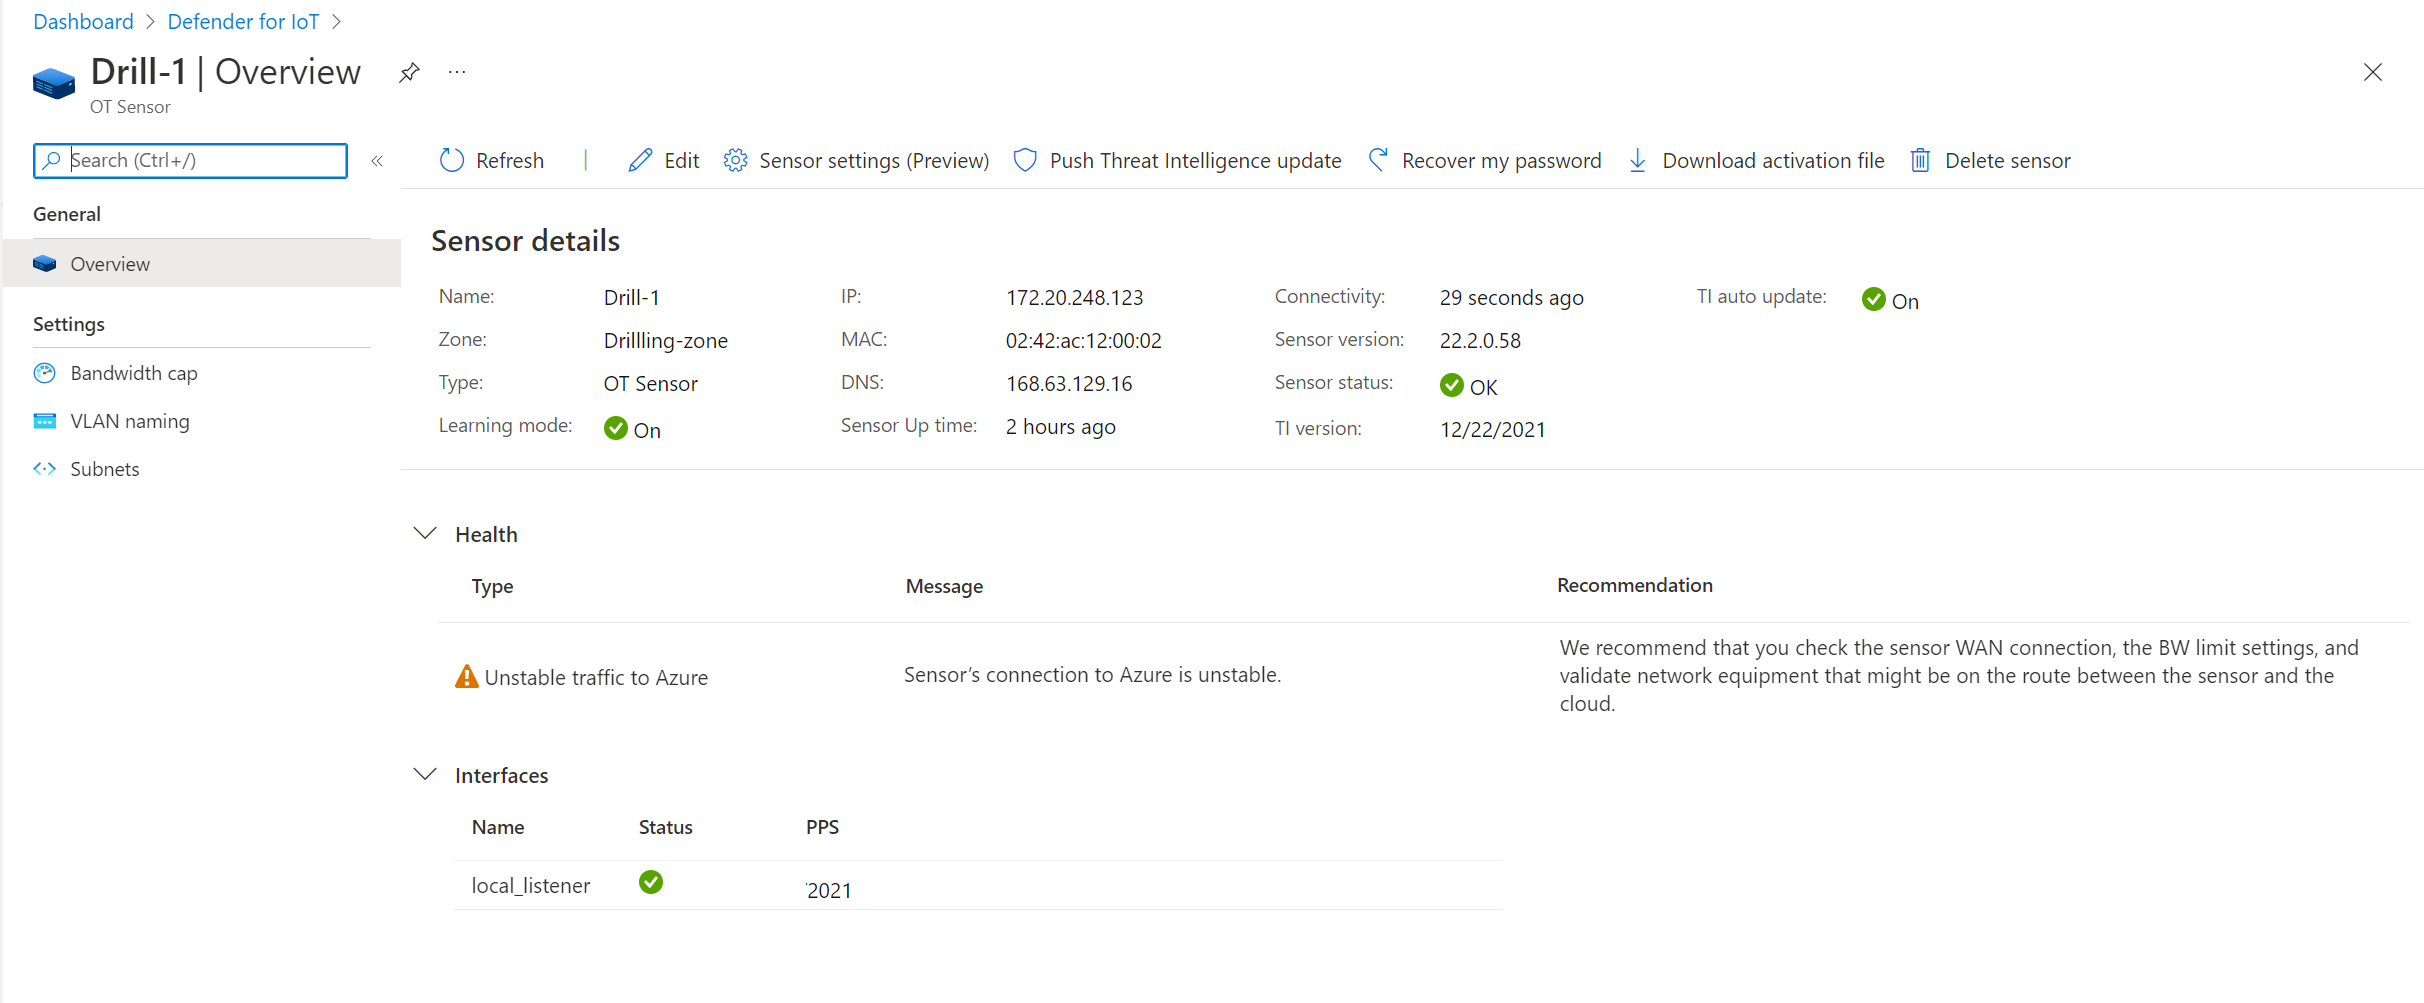 Dashboard > Defender for IoT >
Drill-1 | Overview ...
OT Sensor
Search (Ctrl+/)
«
Refresh | Edit Sensor settings (Preview) Push Threat Intelligence update Recover my password Download activation file Delete sensor
General
Overview
Settings
Bandwidth cap
VLAN naming
Subnets
Sensor details
Name: Drill-1 IP: 172.20.248.123 Connectivity: 29 seconds ago TI auto update: On
Zone: Drillling-zone MAC: 02:42:ac:12:00:02 Sensor version: 22.2.0.58
Type: OT Sensor DNS: 168.63.129.16 Sensor status: OK
Learning mode: On Sensor Up time: 2 hours ago TI version: 12/22/2021
Health
Type Message Recommendation
Unstable traffic to Azure Sensor’s connection to Azure is unstable.
We recommend that you check the sensor WAN connection, the BW limit settings, and
validate network equipment that might be on the route between the sensor and the
cloud.
Interfaces
Name Status PPS
local_listener 2021